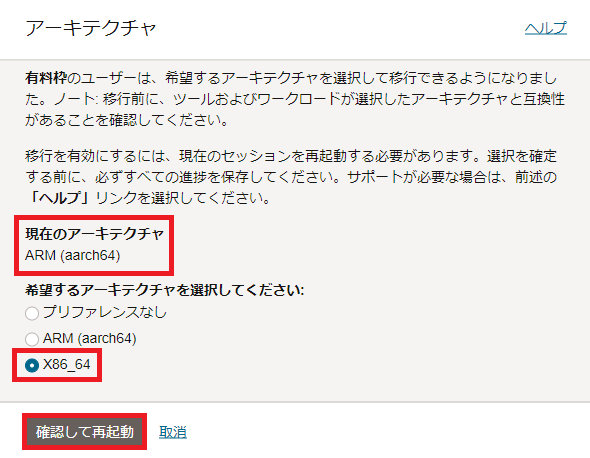 アーキテクチャ
ヘルプ
有料枠のユーザーは、希望するアーキテクチャを選択して移行できるようになりまし
た。ノート: 移行前に、ツールおよびワークロードが選択したアーキテクチャと互換性
があることを確認してください。
移行を有効にするには、現在のセッションを再起動する必要があります。選択を確定
する前に、必ずすべての進捗を保存してください。サポートが必要な場合は、前述の
「ヘルプ」リンクを選択してください。
現在のアーキテクチャ
ARM (aarch64)
希望するアーキテクチャを選択してください:
プリファレンスなし
ARM (aarch64)
X86_64
確認して再起動
取消